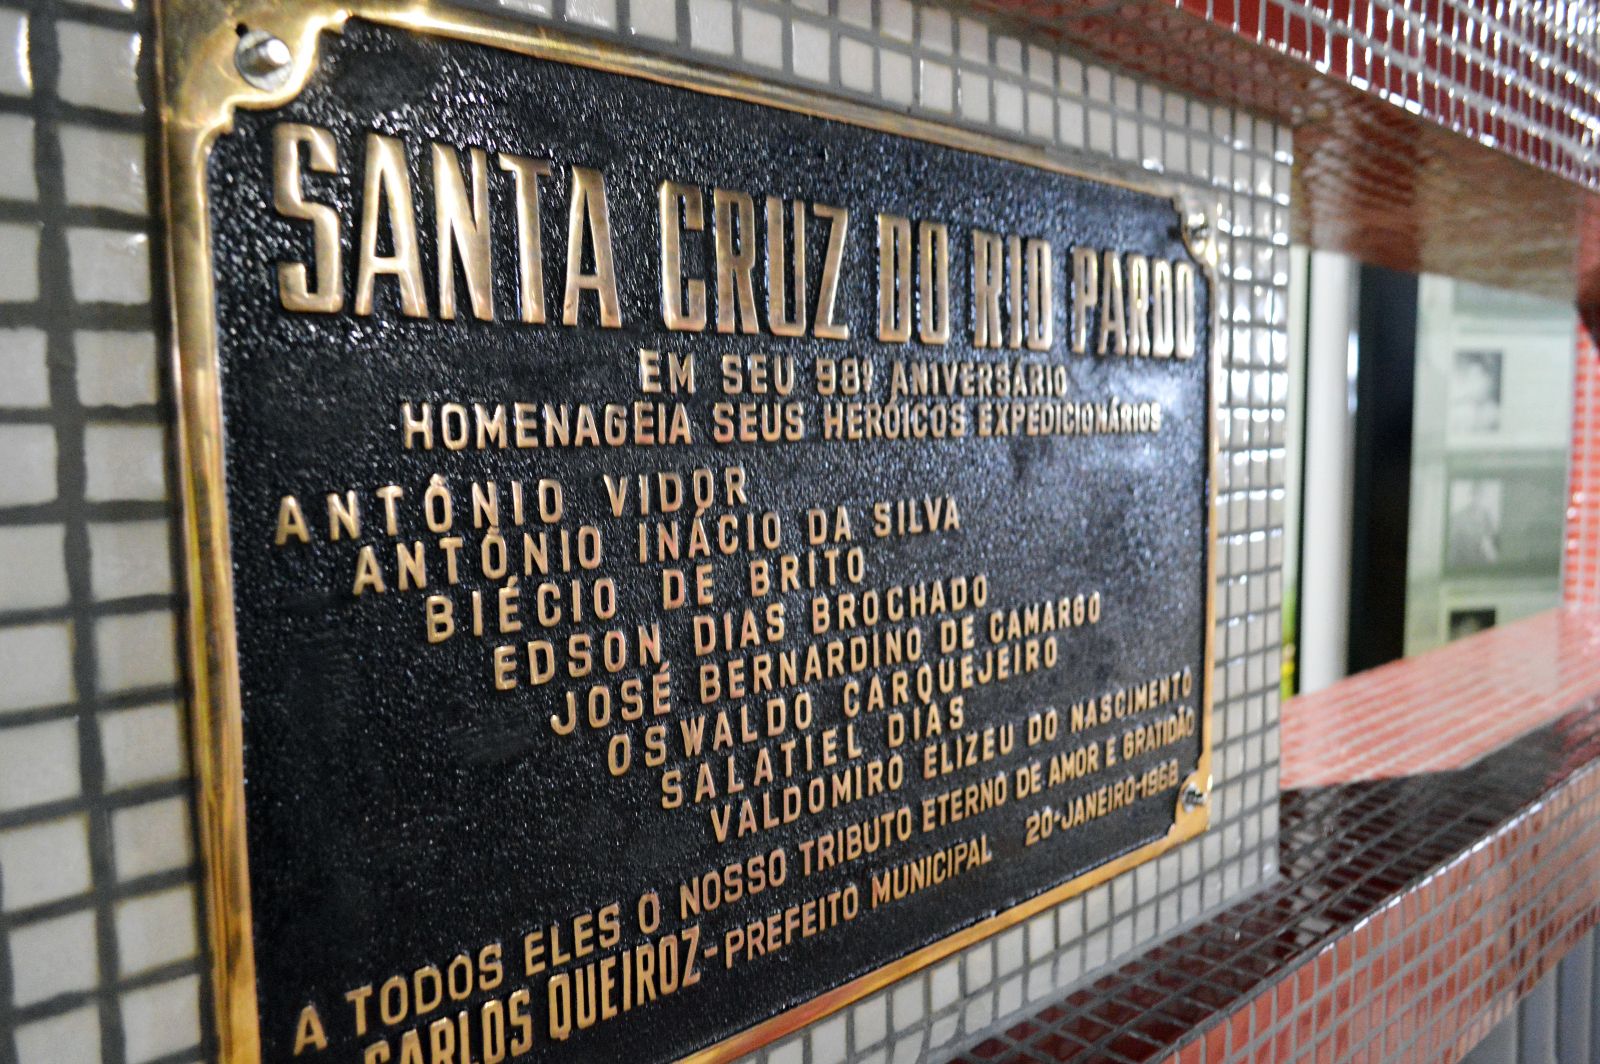 SANTA CRUZ DO RIO PARDO
EM SEU 98º ANIVERSÁRIO
HOMENAGEIA SEUS HERÓICOS EXPEDICIONÁRIOS
ANTÔNIO VIDOR
ANTÔNIO INÁCIO DA SILVA
BIÉCIO DE BRITO
EDSON DIAS BROCHADO
JOSÉ BERNARDINO DE CAMARGO
OSWALDO CARQUEJEIRO
SALATIEL DIAS
VALDOMIRO ELIZEU DO NASCIMENTO
A TODOS ELES O NOSSO TRIBUTO ETERNO DE AMOR E GRATIDÃO
CARLOS QUEIROZ-PREFEITO MUNICIPAL 20-JANEIRO-1968